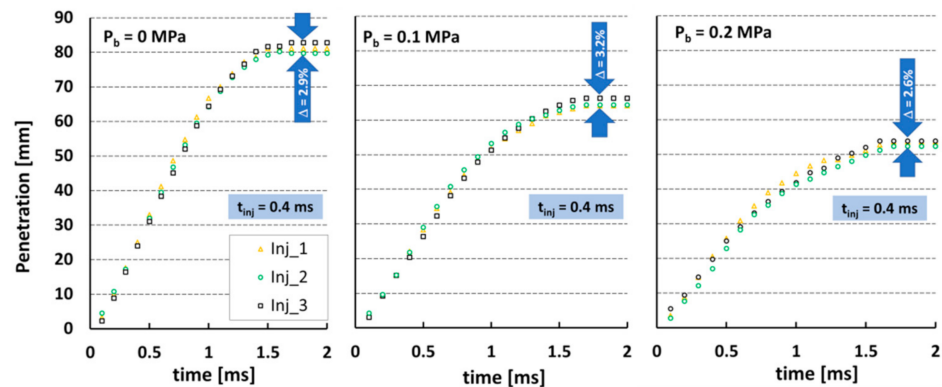 P_b = 0 MPa
P_b = 0.1 MPa
P_b = 0.2 MPa
Δ = 2.9%
Δ = 3.2%
Δ = 2.6%
Penetration [mm]
90
80
70
60
50
40
30
20
10
0
t_inj = 0.4 ms
t_inj = 0.4 ms
t_inj = 0.4 ms
Inj_1
Inj_2
Inj_3
0 0.5 1 1.5 2
0 0.5 1 1.5 2
0 0.5 1 1.5 2
time [ms]
time [ms]
time [ms]